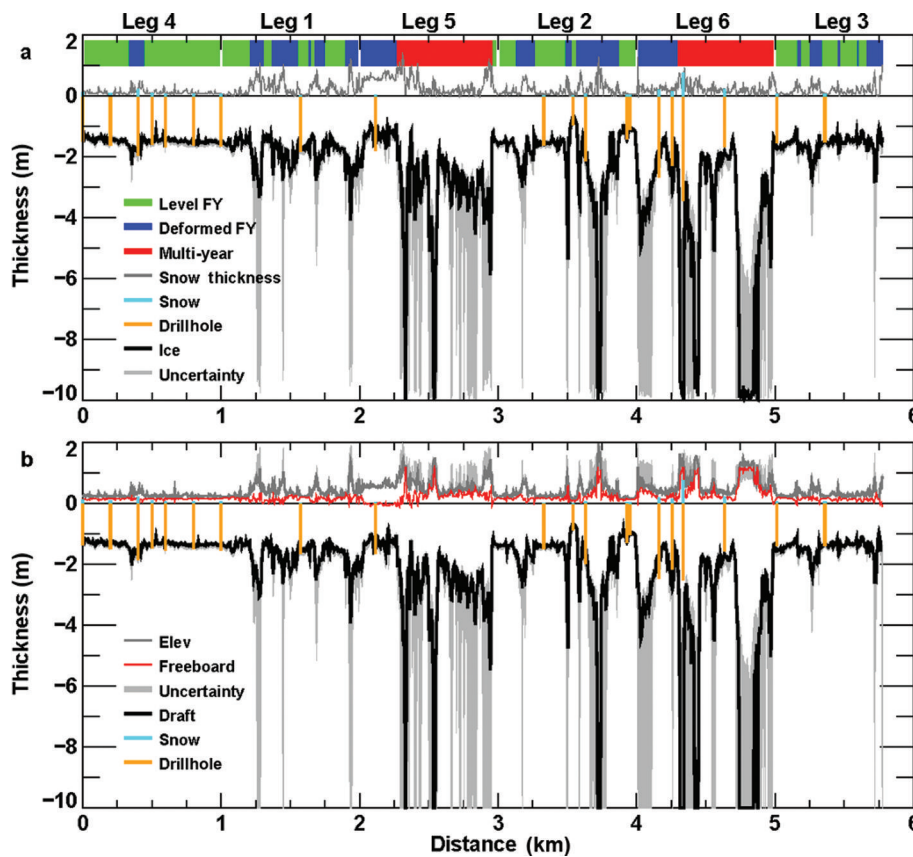 Leg 4 Leg 1 Leg 5 Leg 2 Leg 6 Leg 3
a
2
0
−2
−4
−6
−8
−10
Thickness (m)
Level FY
Deformed FY
Multi-year
Snow thickness
Snow
Drillhole
Ice
Uncertainty
0 1 2 3 4 5 6
b
2
0
−2
−4
−6
−8
−10
Thickness (m)
Elev
Freeboard
Uncertainty
Draft
Snow
Drillhole
0 1 2 3 4 5 6
Distance (km)